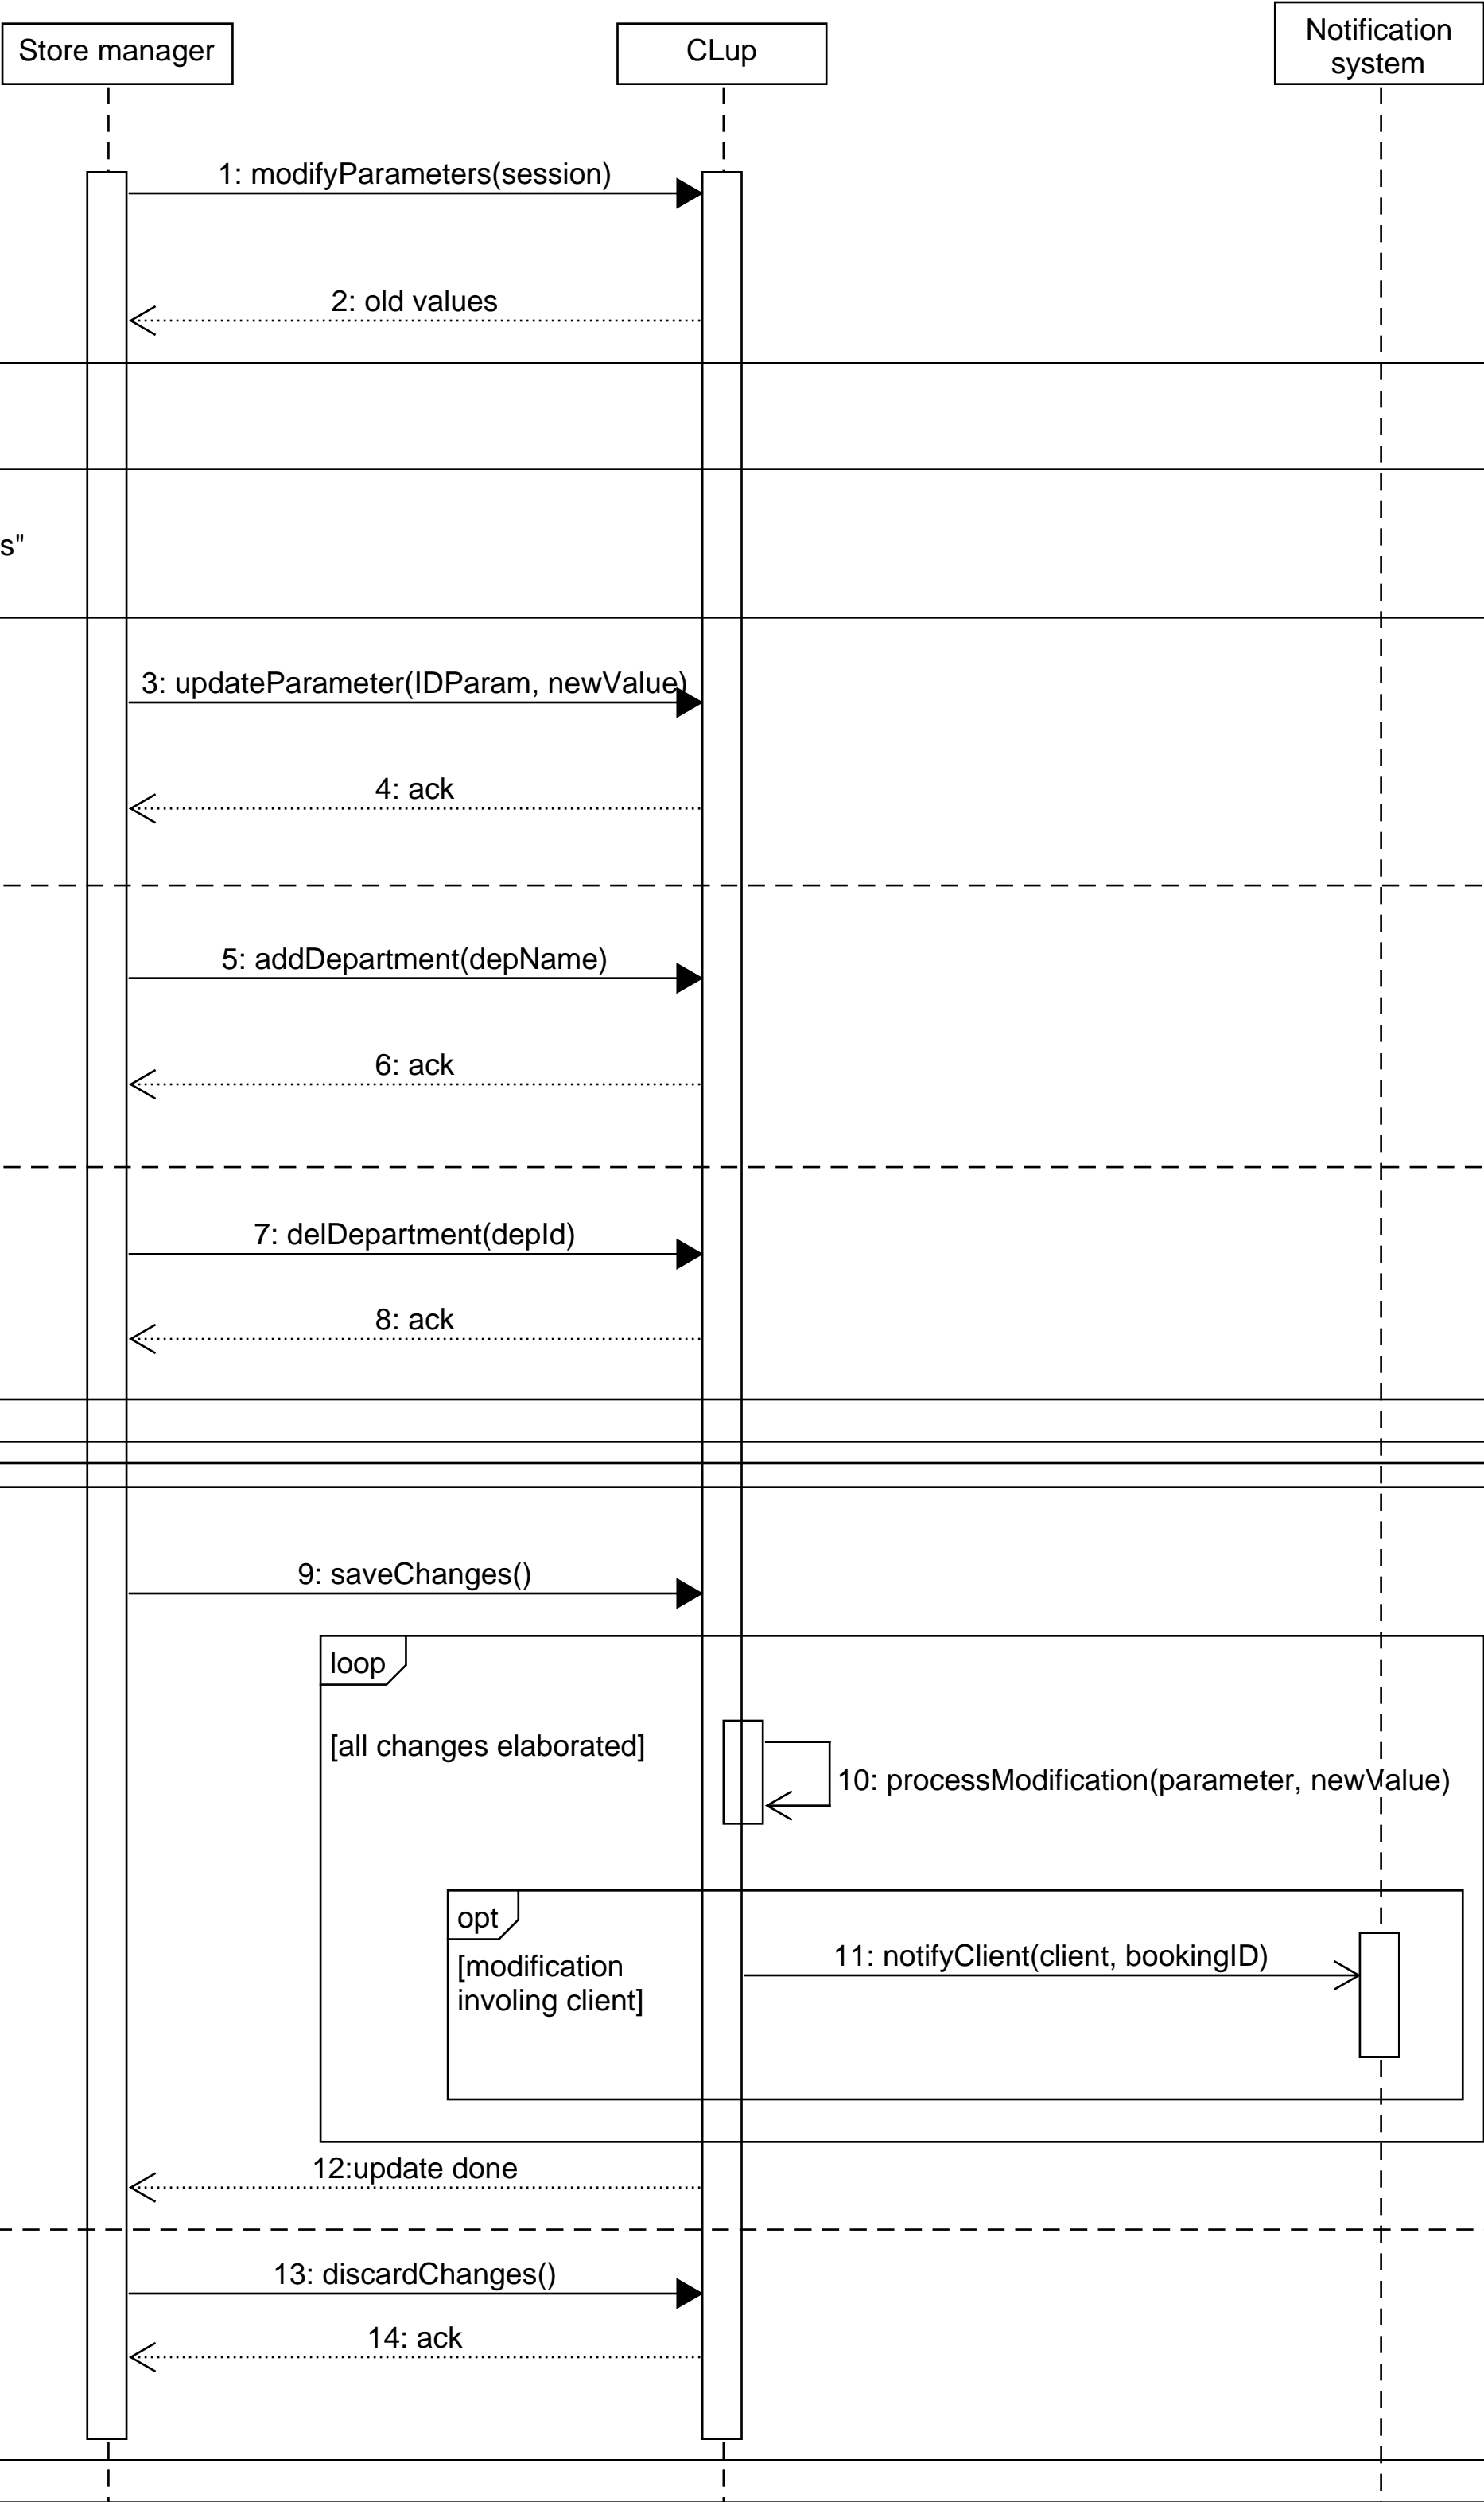 Store manager
CLup
Notification
system
1: modifyParameters(session)
2: old values
s"
3: updateParameter(IDParam, newValue)
4: ack
5: addDepartment(depName)
6: ack
7: delDepartment(depId)
8: ack
9: saveChanges()
loop
[all changes elaborated]
10: processModification(parameter, newValue)
opt
[modification
involing client]
11: notifyClient(client, bookingID)
12:update done
13: discardChanges()
14: ack